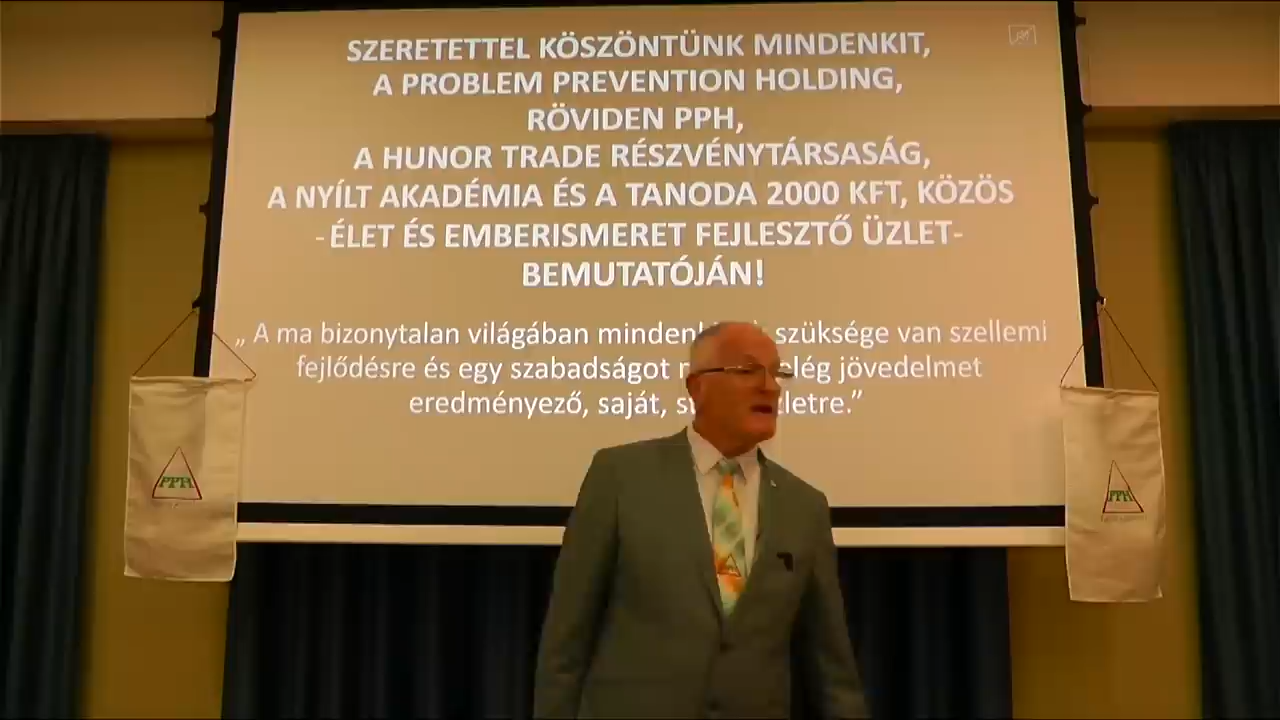 SZERETETTEL KÖSZÖNTÜNK MINDENKIT,
A PROBLEM PREVENTION HOLDING,
RÖVIDEN PPH,
A HUNOR TRADE RÉSZVÉNYTÁRSASÁG,
A NYÍLT AKADÉMIA ÉS A TANODA 2000 KFT, KÖZÖS
- ÉLET ÉS EMBERISMERET FEJLESZTŐ ÜZLET-
BEMUTATÓJÁN!
„ A ma bizonytalan világában szüksége van szellemi
fejlődésre és egy szabadságot jövedelmet
eredményező, saját,
PPH
PPH